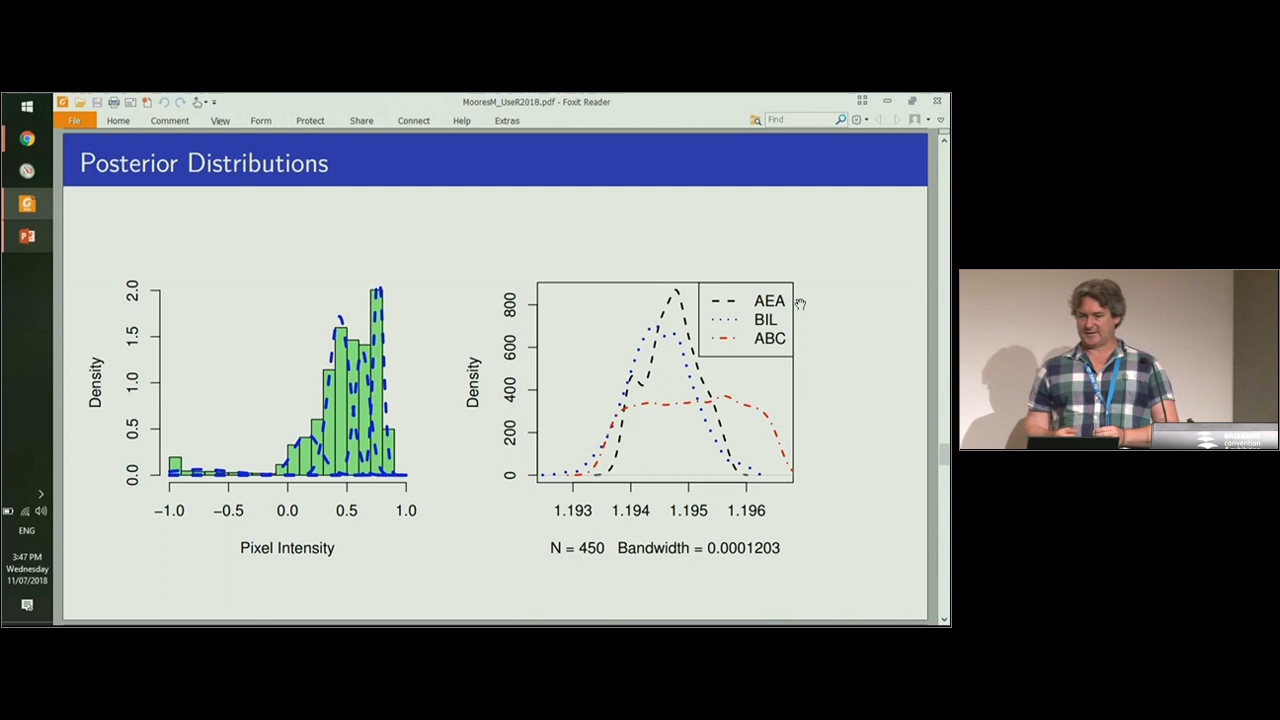 MooresM_UseR2018.pdf - Foxit Reader
File Home Comment View Form Protect Share Connect Help Extras
Find
Posterior Distributions
Density
0.0 0.5 1.0 1.5 2.0
−1.0 −0.5 0.0 0.5 1.0
Pixel Intensity
Density
0 200 400 600 800
AEA
BIL
ABC
1.193 1.194 1.195 1.196
N = 450 Bandwidth = 0.0001203
ENG
3:47 PM
Wednesday
11/07/2018
BRISBANE
convention